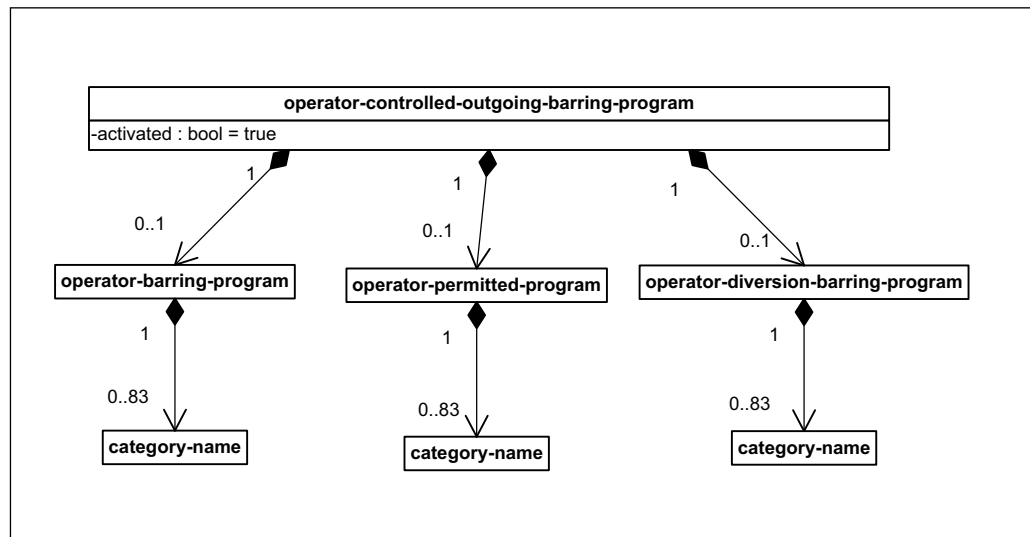 operator-controlled-outgoing-barring-program
-activated : bool = true
1
1
1
0..1
0..1
0..1
operator-barring-program
operator-permitted-program
operator-diversion-barring-program
1
1
1
0..83
0..83
0..83
category-name
category-name
category-name